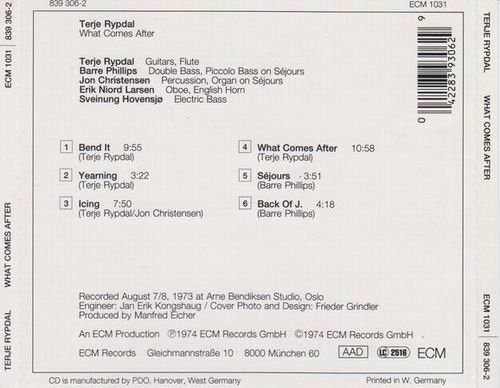 839 306-2
ECM 1031
Terje Rypdal
What Comes After
Terje Rypdal Guitars, Flute
Barre Phillips Double Bass, Piccolo Bass on Séjours
Jon Christensen Percussion, Organ on Séjours
Erik Niord Larsen Oboe, English Horn
Sveinung Hovensjø Electric Bass
6
0 42283 93062
1 Bend It 9:55
(Terje Rypdal)
2 Yearning 3:22
(Terje Rypdal)
3 Icing 7:50
(Terje Rypdal/Jon Christensen)
4 What Comes After 10:58
(Terje Rypdal)
5 Séjours 3:51
(Barre Phillips)
6 Back Of J. 4:18
(Barre Phillips)
Recorded August 7/8, 1973 at Arne Bendiksen Studio, Oslo
Engineer: Jan Erik Kongshaug / Cover Photo and Design: Frieder Grindler
Produced by Manfred Eicher
An ECM Production ℗1974 ECM Records GmbH ©1974 ECM Records GmbH
ECM Records Gleichmannstraße 10 8000 München 60 AAD LC 2516 ECM
CD is manufactured by PDO, Hanover, West Germany
Printed in W. Germany
TERJE RYPDAL WHAT COMES AFTER ECM 1031 839 306-2
TERJE RYPDAL WHAT COMES AFTER ECM 1031 839 306-2